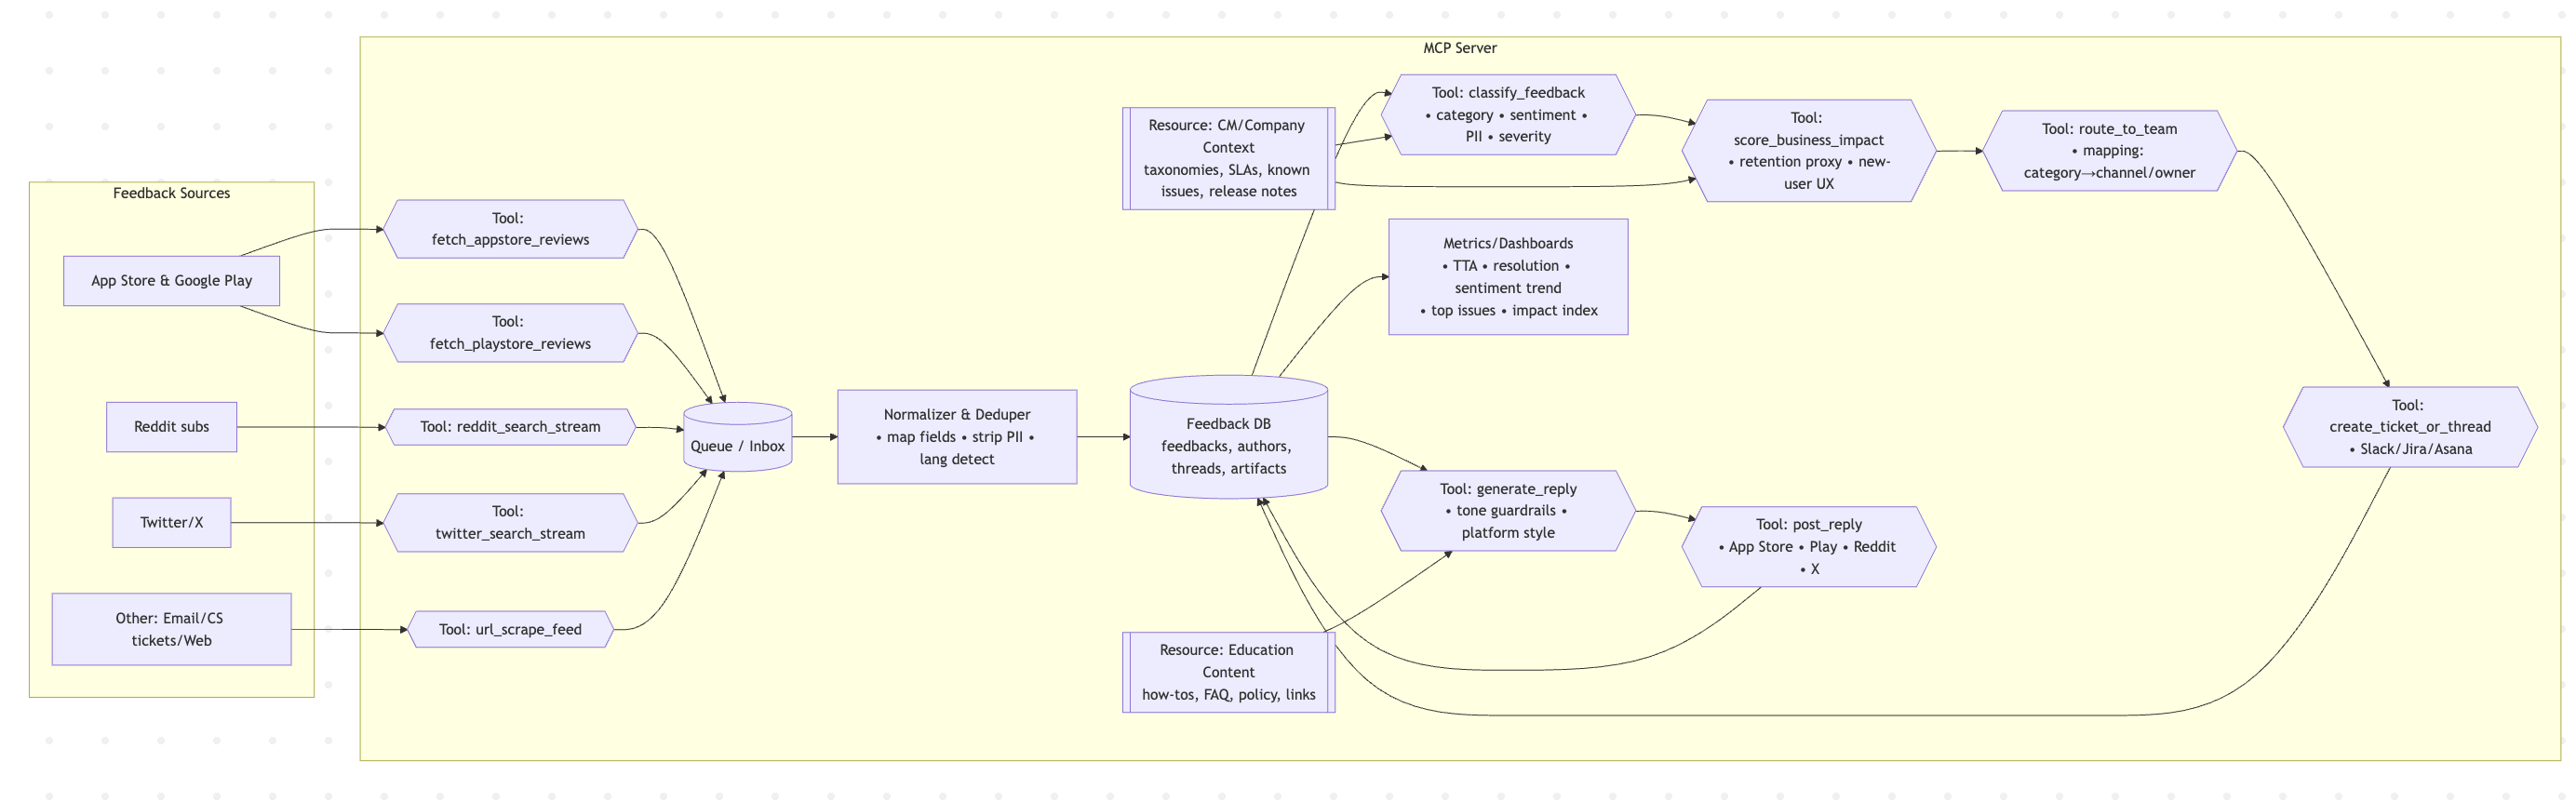 MCP Server
Feedback Sources
App Store & Google Play
Reddit subs
Twitter/X
Other: Email/CS
tickets/Web
Tool:
fetch_appstore_reviews
Tool:
fetch_playstore_reviews
Tool: reddit_search_stream
Tool:
twitter_search_stream
Tool: url_scrape_feed
Queue / Inbox
Normalizer & Deduper
• map fields • strip PII •
lang detect
Resource: CM/Company
Context
taxonomies, SLAs, known
issues, release notes
Feedback DB
feedbacks, authors,
threads, artifacts
Resource: Education
Content
how-tos, FAQ, policy, links
Tool: classify_feedback
• category • sentiment •
PII • severity
Metrics/Dashboards
• TTA • resolution •
sentiment trend
• top issues • impact index
Tool: generate_reply
• tone guardrails •
platform style
Tool:
score_business_impact
• retention proxy • new-
user UX
Tool: post_reply
• App Store • Play • Reddit
• X
Tool: route_to_team
• mapping:
category→channel/owner
Tool:
create_ticket_or_thread
• Slack/Jira/Asana